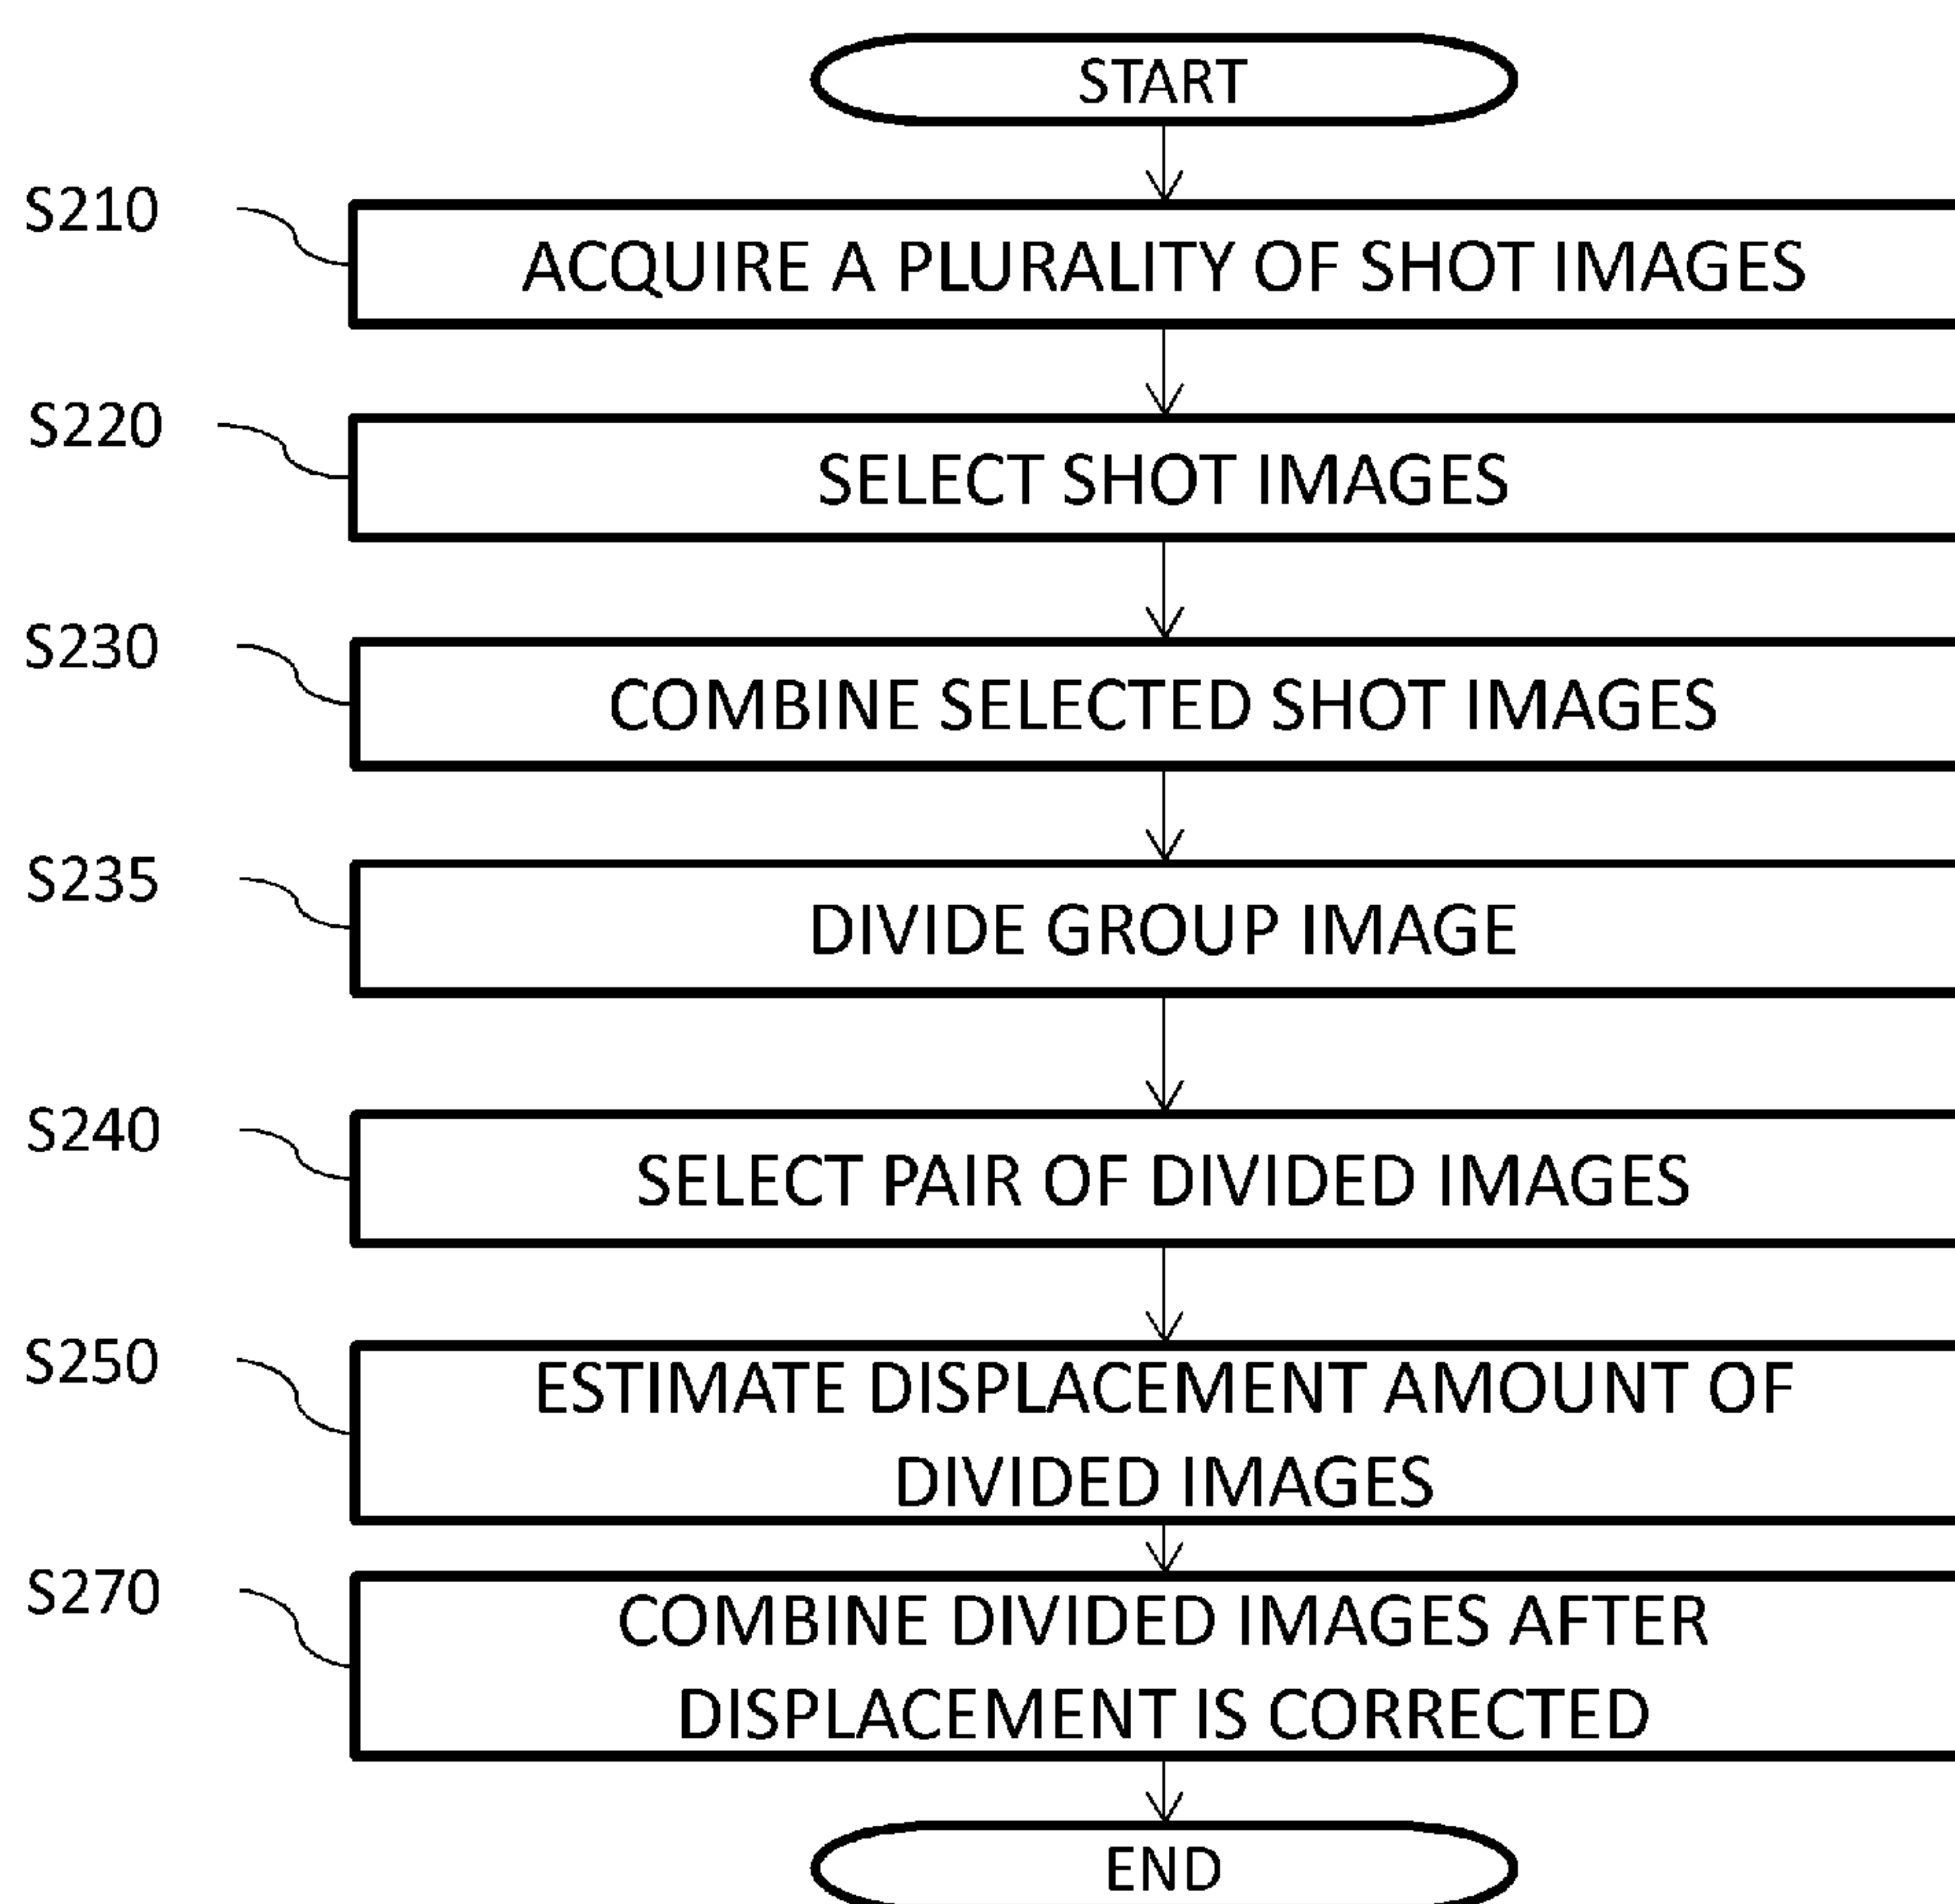 START
S210
ACQUIRE A PLURALITY OF SHOT IMAGES
S220
SELECT SHOT IMAGES
S230
COMBINE SELECTED SHOT IMAGES
S235
DIVIDE GROUP IMAGE
S240
SELECT PAIR OF DIVIDED IMAGES
S250
ESTIMATE DISPLACEMENT AMOUNT OF
DIVIDED IMAGES
S270
COMBINE DIVIDED IMAGES AFTER
DISPLACEMENT IS CORRECTED
END